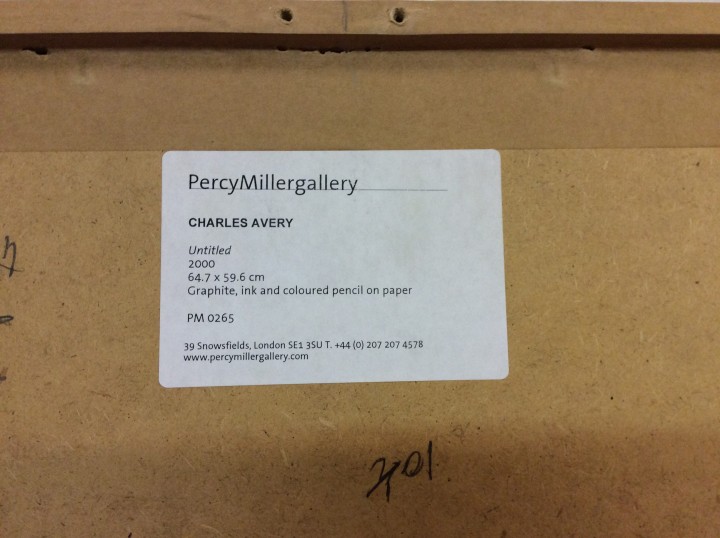 PercyMillergallery
CHARLES AVERY
Untitled
2000
64.7 x 59.6 cm
Graphite, ink and coloured pencil on paper
PM 0265
39 Snowsfields, London SE1 3SU T. +44 (0) 207 207 4578
www.percymillergallery.com